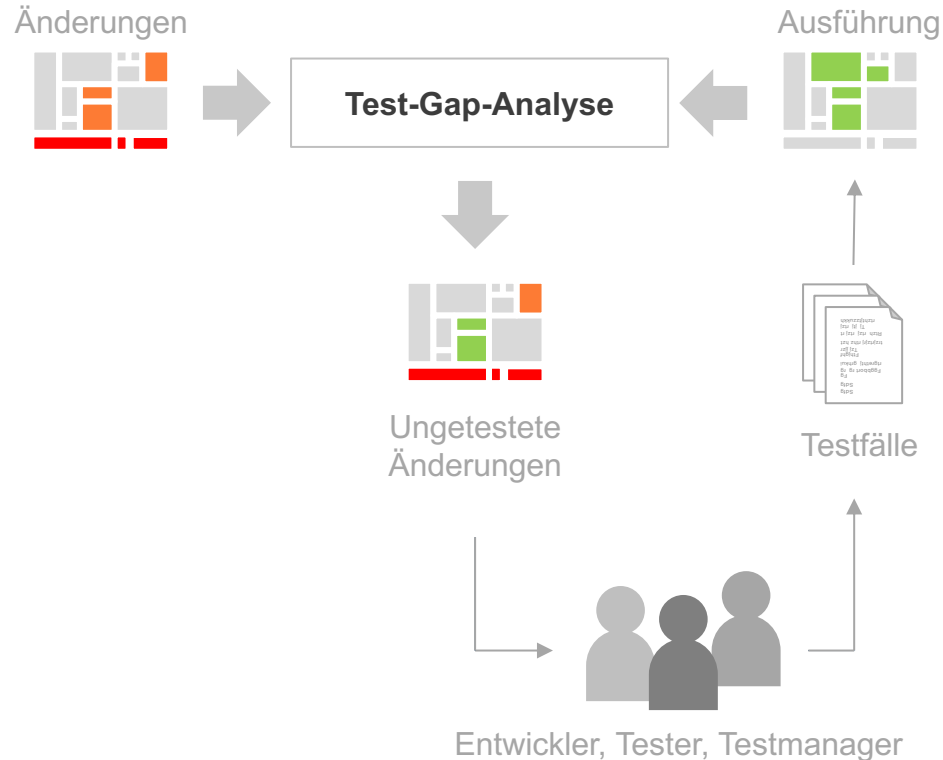 Änderungen
Ausführung
Test-Gap-Analyse
Ungetestete
Änderungen
Testfälle
Entwickler, Tester, Testmanager